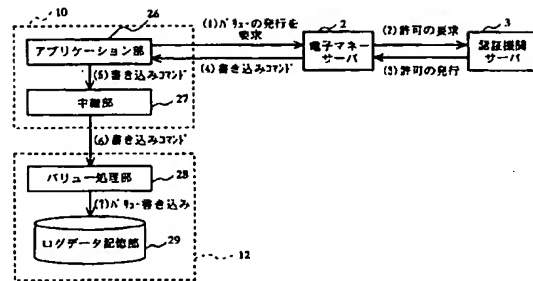 10
26
アプリケーション部
(1)バリューの発行を
要求
2
電子マネー
サーバ
(2)許可の要求
3
認証機関
サーバ
(4)書き込みコマンド
(3)許可の発行
(5)書き込みコマンド
中継部
27
(6)書き込みコマンド
バリュー処理部
28
(7)バリュー書き込み
ログデータ記憶部
29
12